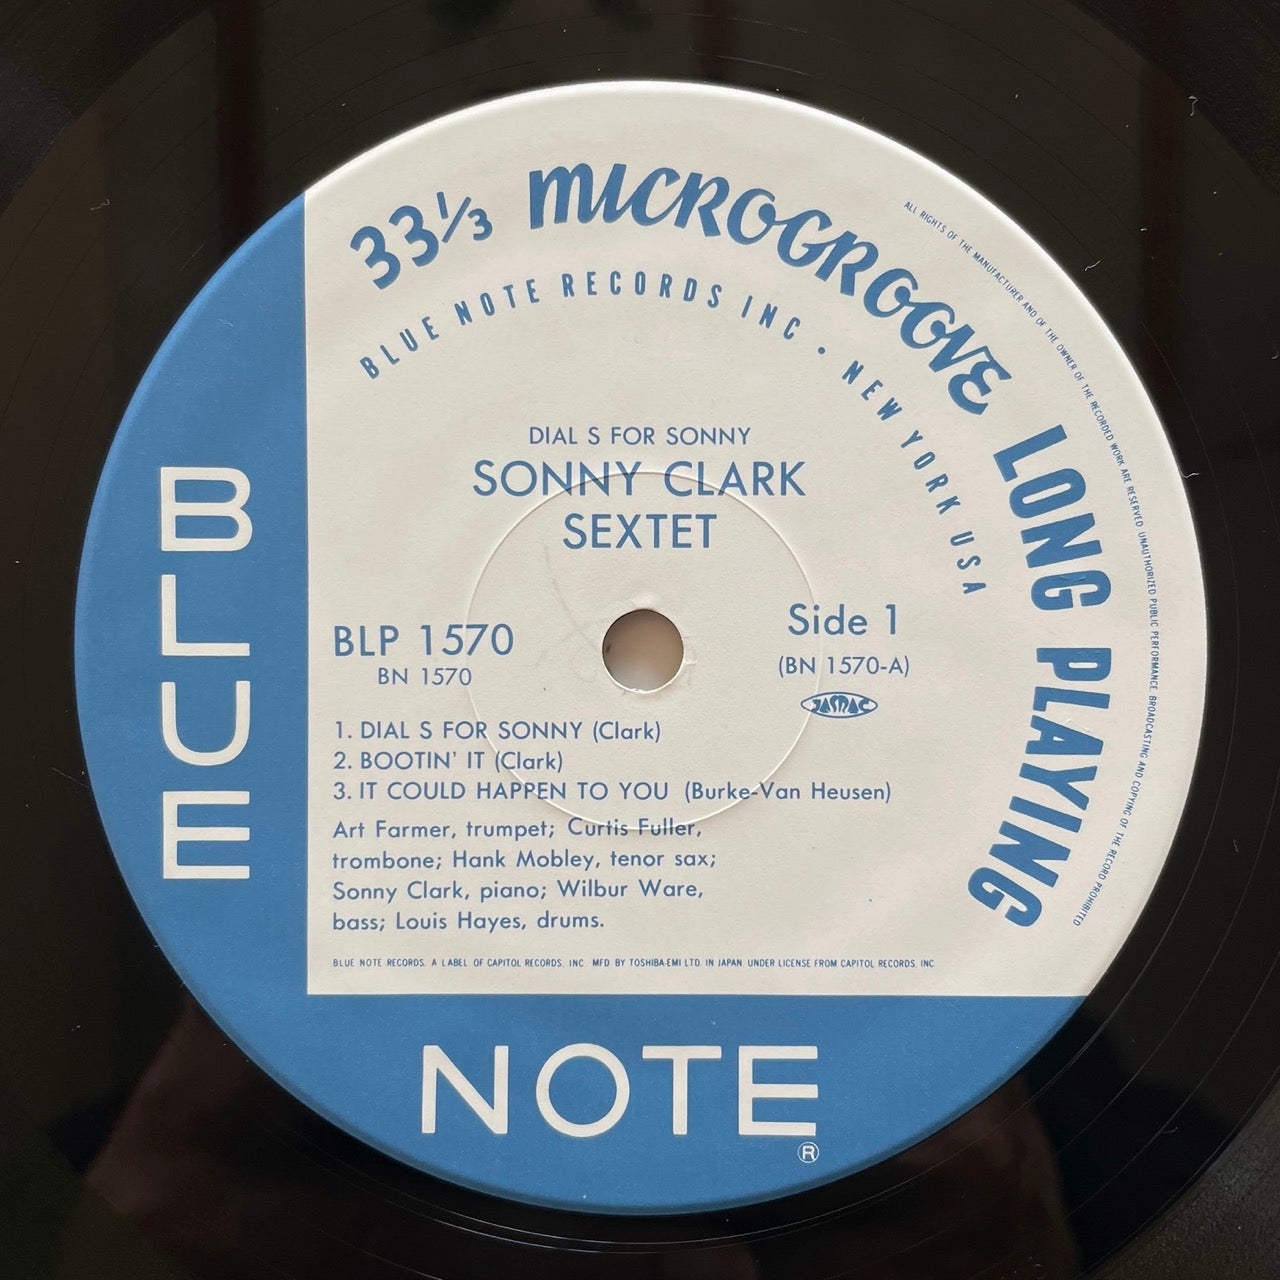 33⅓ MICROGROOVE LONG PLAYING
BLUE NOTE RECORDS INC • NEW YORK USA
ALL RIGHTS OF THE MANUFACTURER AND OF THE OWNER OF THE RECORDED WORK ARE RESERVED. UNAUTHORIZED PUBLIC PERFORMANCE. BROADCASTING AND COPYING OF THE RECORD PROHIBITED
DIAL S FOR SONNY
SONNY CLARK
SEXTET
BLP 1570
BN 1570
Side 1
(BN 1570-A)
JASRAC
1. DIAL S FOR SONNY (Clark)
2. BOOTIN' IT (Clark)
3. IT COULD HAPPEN TO YOU (Burke-Van Heusen)
Art Farmer, trumpet; Curtis Fuller,
trombone; Hank Mobley, tenor sax;
Sonny Clark, piano; Wilbur Ware,
bass; Louis Hayes, drums.
BLUE NOTE RECORDS. A LABEL OF CAPITOL RECORDS. INC MFD BY TOSHIBA-EMI LTD. IN JAPAN. UNDER LICENSE FROM CAPITOL RECORDS. INC.
BLUE
NOTE
®